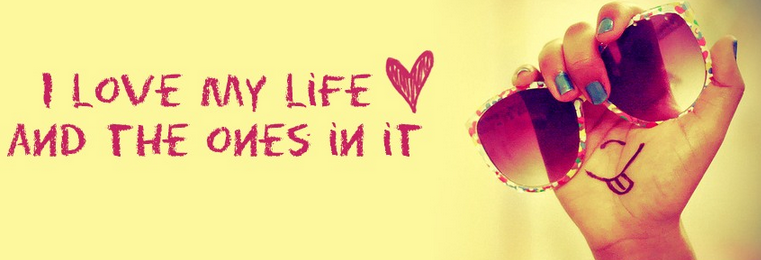 I LOVE MY LIFE
AND THE ONES IN IT